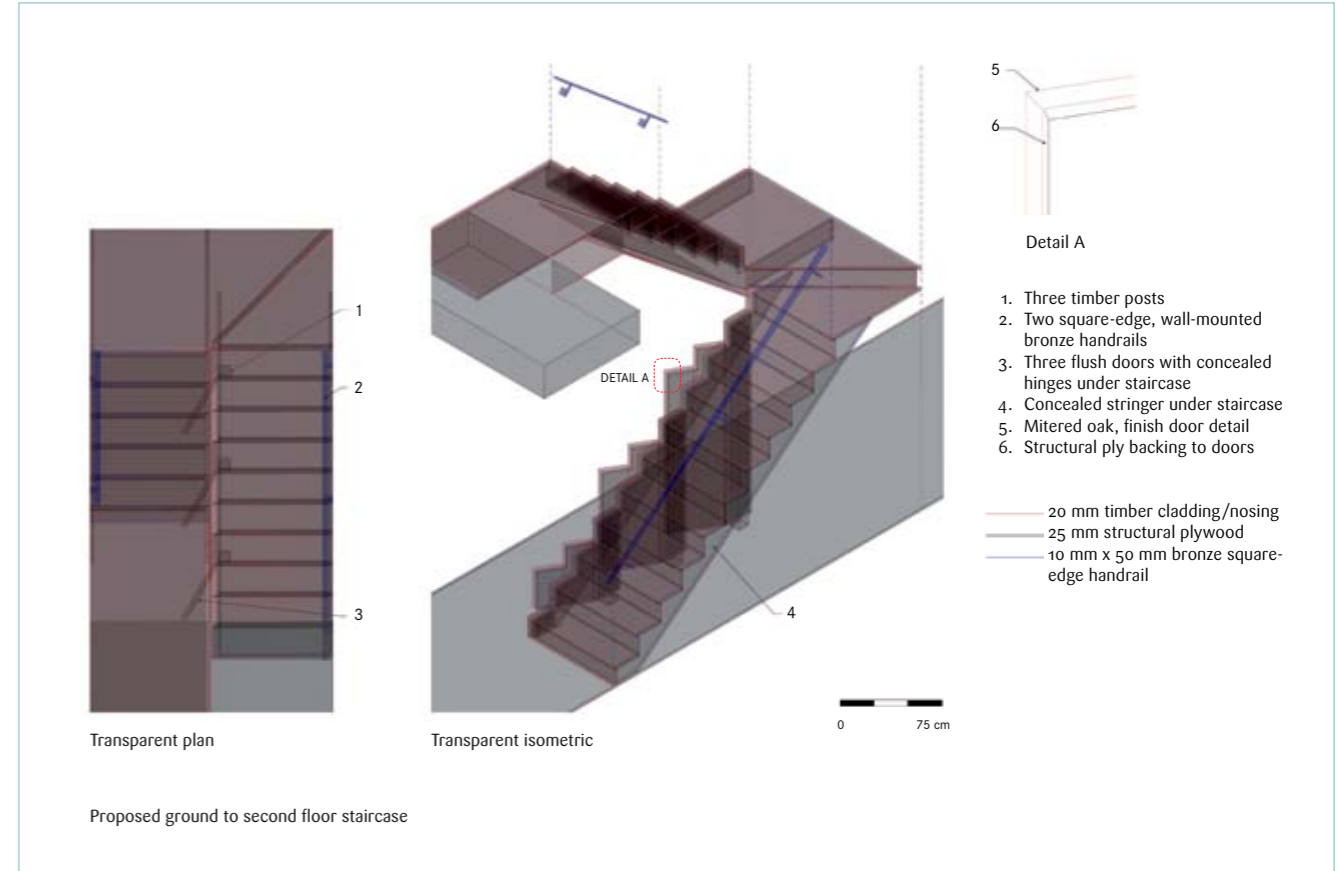 5
6
Detail A
1
2
3
DETAIL A
4
1. Three timber posts
2. Two square-edge, wall-mounted
bronze handrails
3. Three flush doors with concealed
hinges under staircase
4. Concealed stringer under staircase
5. Mitered oak, finish door detail
6. Structural ply backing to doors
20 mm timber cladding/nosing
25 mm structural plywood
10 mm x 50 mm bronze square-
edge handrail
0 75 cm
Transparent plan
Transparent isometric
Proposed ground to second floor staircase